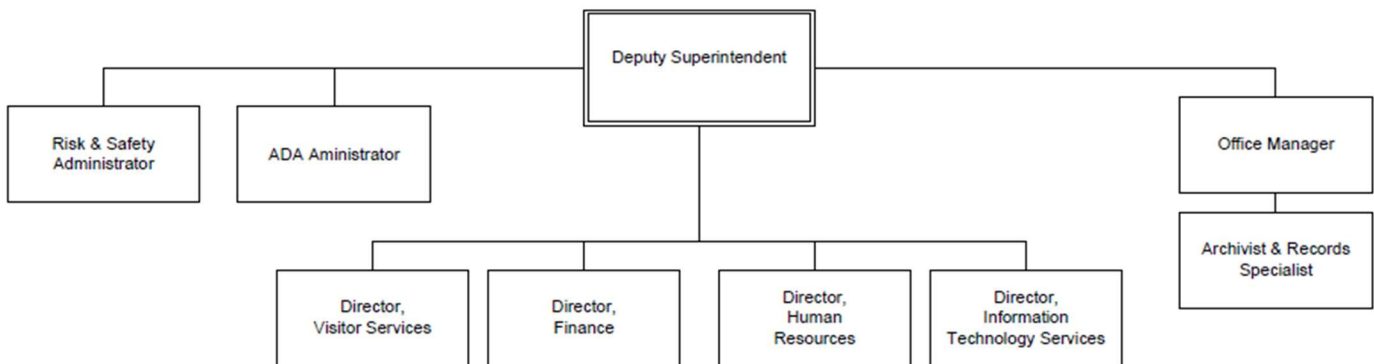 Deputy Superintendent
Risk & Safety
Administrator
ADA Aministrator
Office Manager
Archivist & Records
Specialist
Director,
Visitor Services
Director,
Finance
Director,
Human
Resources
Director,
Information
Technology Services